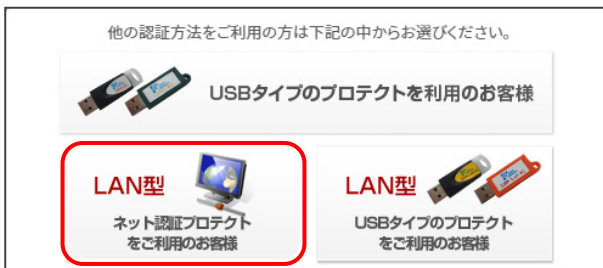 他の認証方法をご利用の方は下記の中からお選びください。
USBタイプのプロテクトを利用のお客様
LAN型
ネット認証プロテクト
をご利用のお客様
LAN型
USBタイプのプロテクト
をご利用のお客様